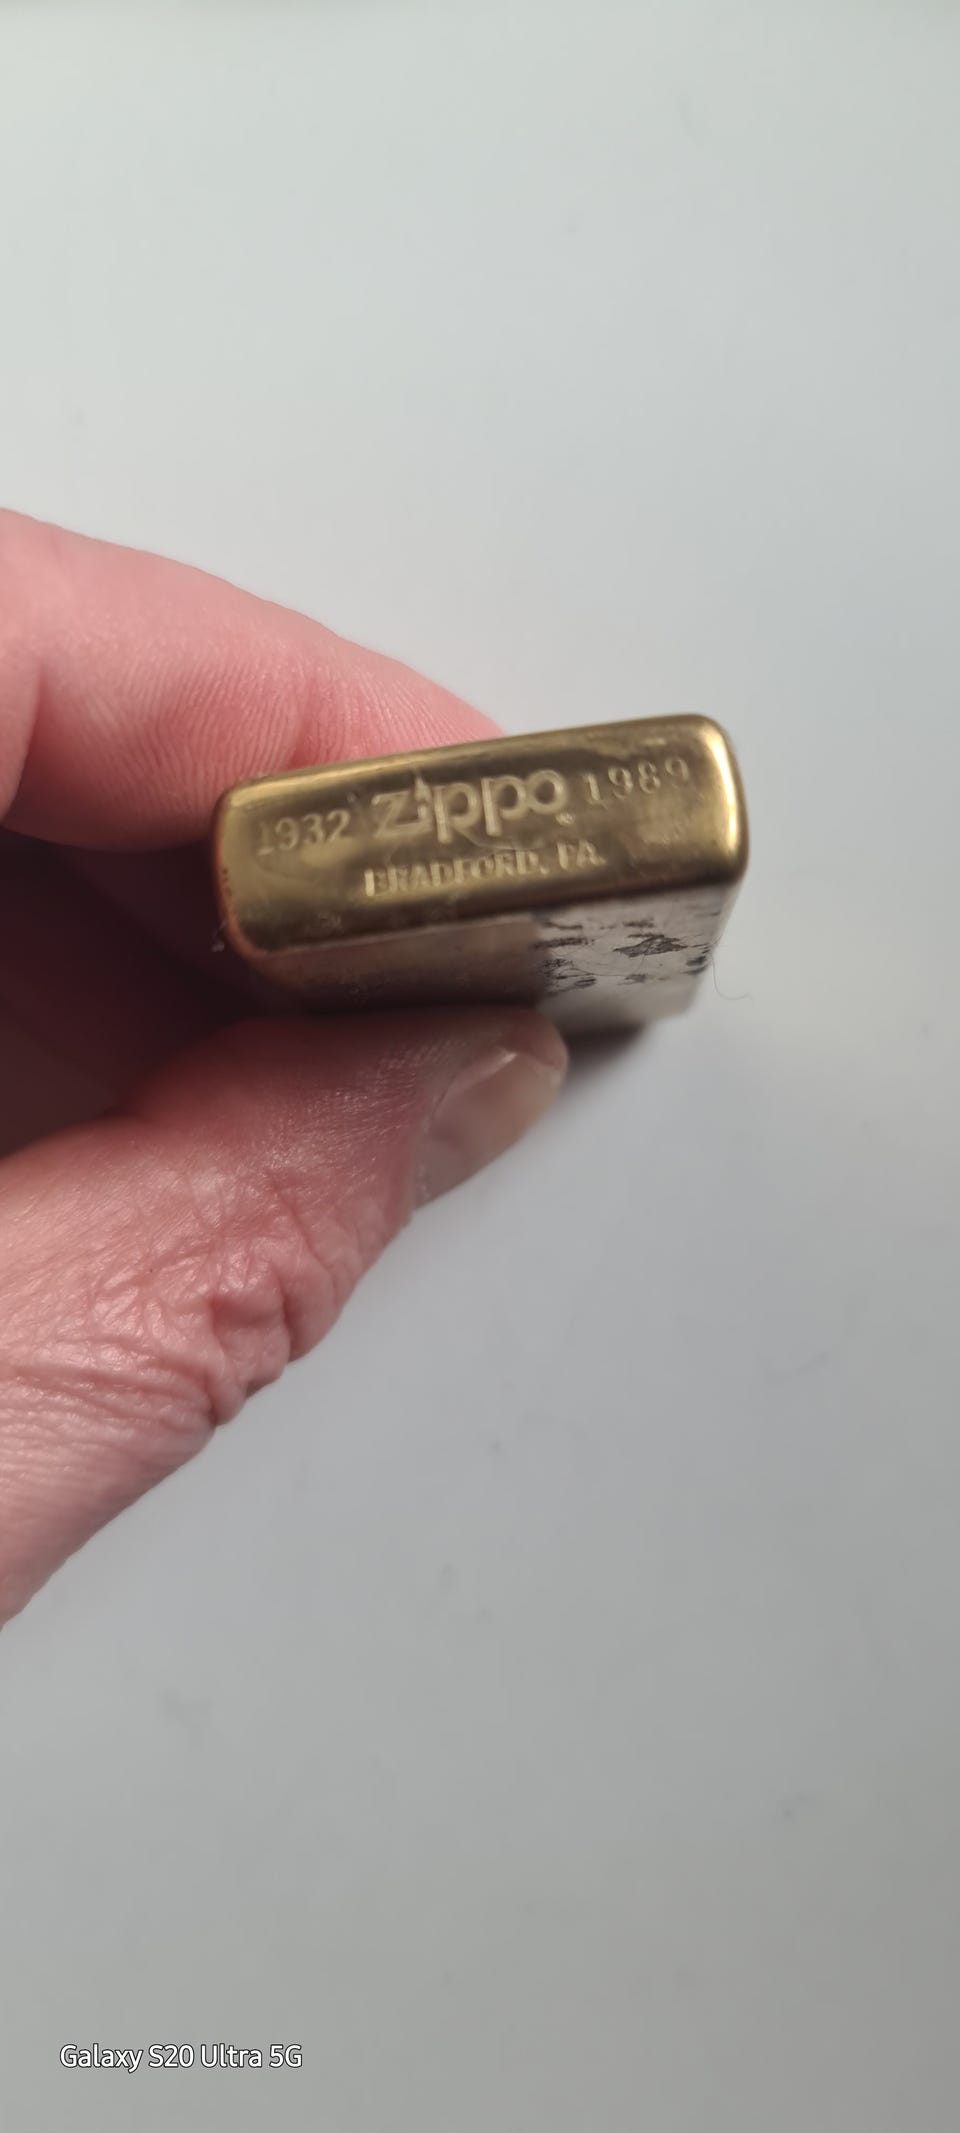 1932 zippo® 1989
BRADFORD, PA.
Galaxy S20 Ultra 5G